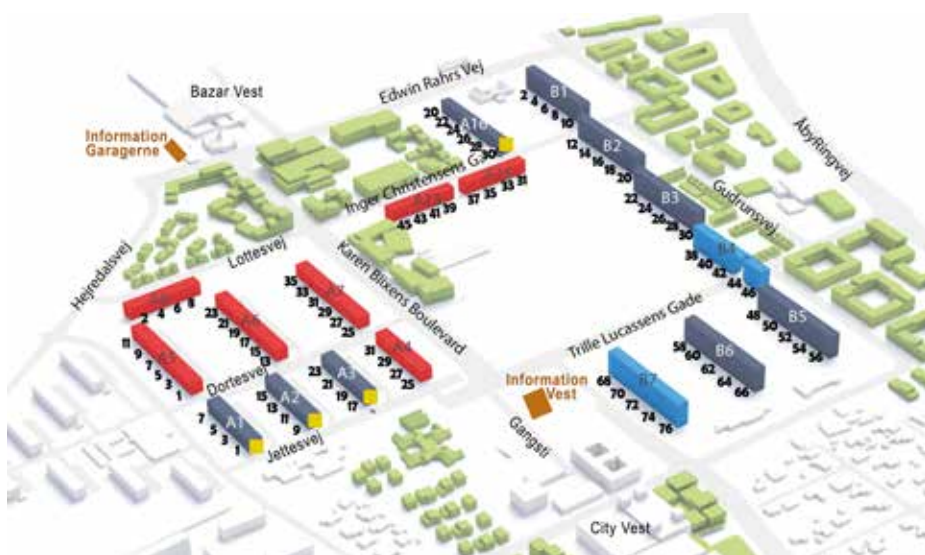 Bazar Vest
Edwin Rahrs Vej
ÅbyRingvej
Information
Garagerne
B1
2 4 6 8 10
A16
20 22 24 26 28 30
B2
12 14 16 18 20
Inger Christensens Ga
31 33 35 37
39 41 43 45
B3
22 24 26 28 30
Gudrunsvej
B4
38 40 42 44 46
Hejredalsvej
Lottesvej
Karen Blixens Boulevard
2 4 6 8
A7
35 33 31 29 27 25
A6
23 21 19 17 15 13
A5
11 9 7 5 3 1
A4
31 29 27 25
B5
48 50 52 54 56
Trille Lucassens Gade
B6
58 60 62 64 66
B7
68 70 72 74 76
Dortesvej
A3
23 21 19 17
A2
15 13 11 9
A1
7 5 3 1
Jettesvej
Information
Vest
Gangsti
City Vest